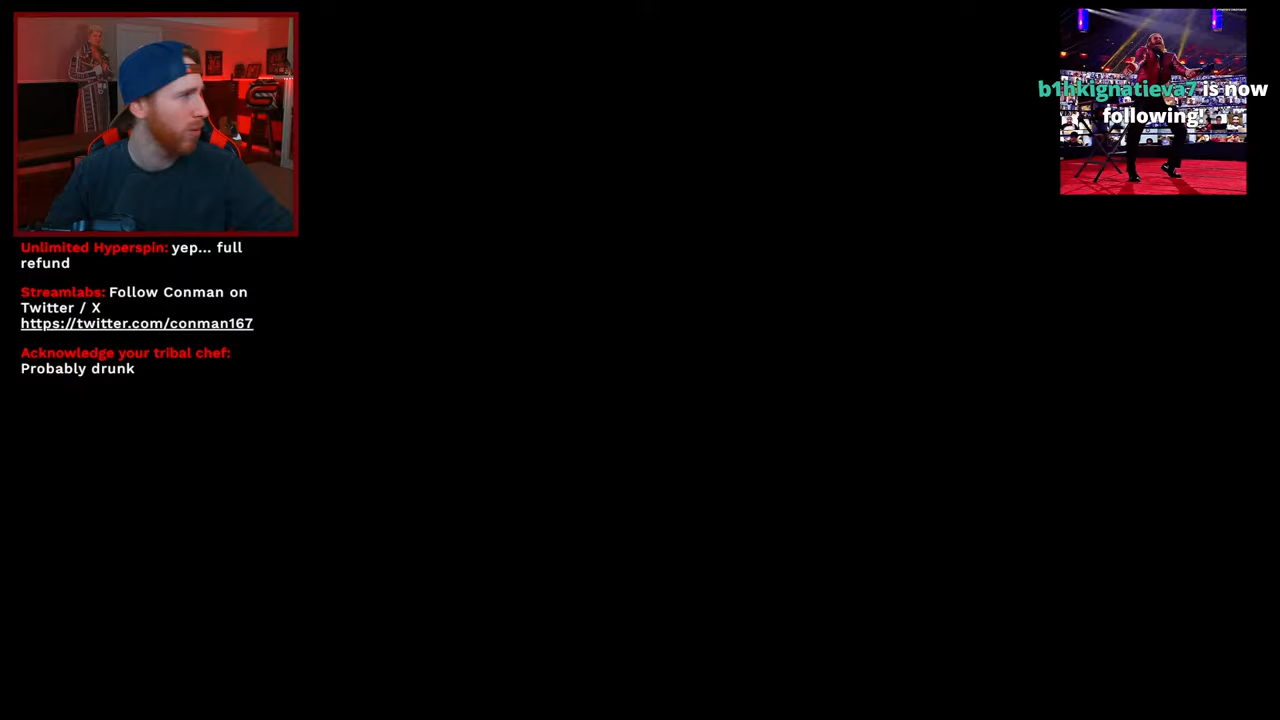 Unlimited Hyperspin: yep... full
refund
Streamlabs: Follow Conman on
Twitter / X
https://twitter.com/conman167
Acknowledge your tribal chef:
Probably drunk
b1hkignatieva7 is now
following!